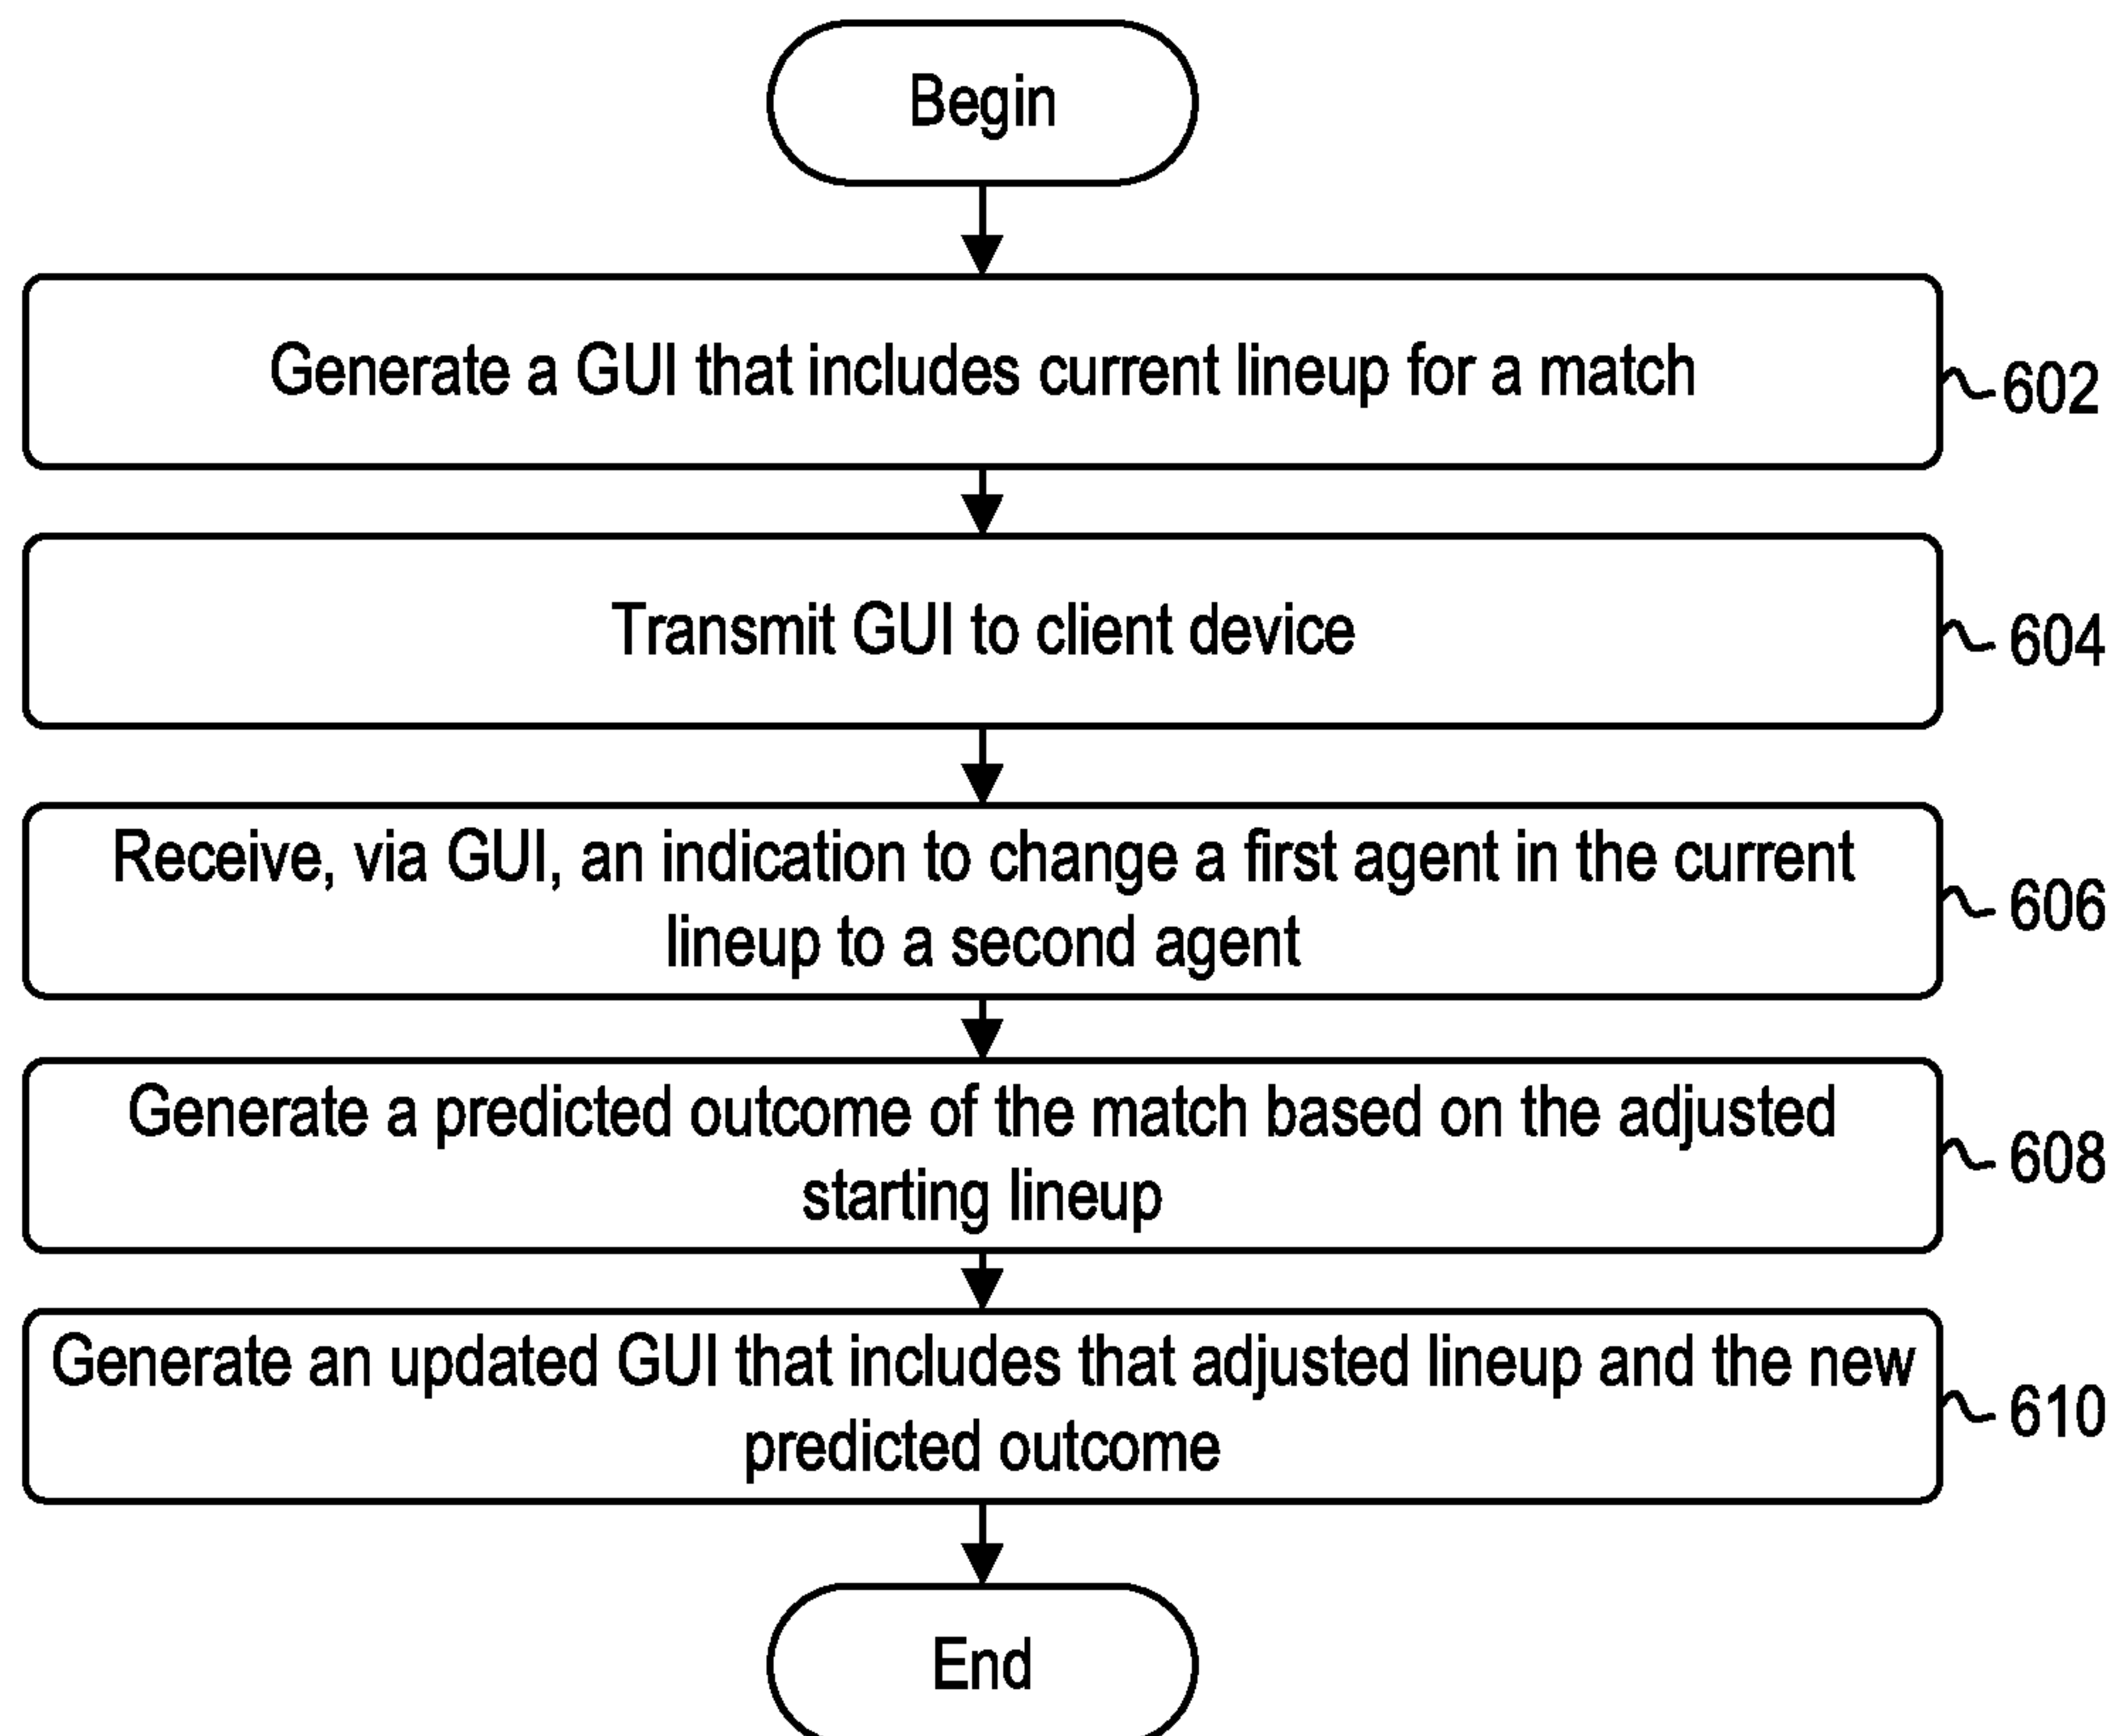 Begin
Generate a GUI that includes current lineup for a match
602
Transmit GUI to client device
604
Receive, via GUI, an indication to change a first agent in the current
lineup to a second agent
606
Generate a predicted outcome of the match based on the adjusted
starting lineup
608
Generate an updated GUI that includes that adjusted lineup and the new
predicted outcome
610
End